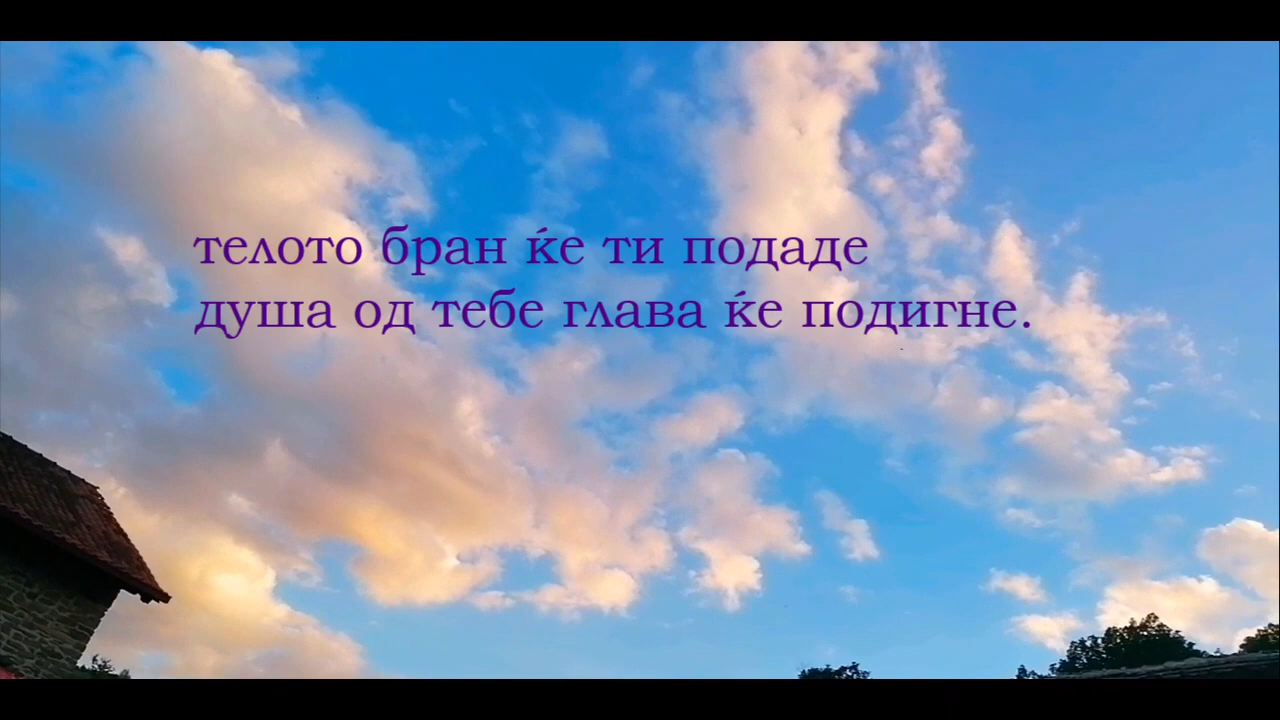 телото бран ќе ти подаде
душа од тебе глава ќе подигне.